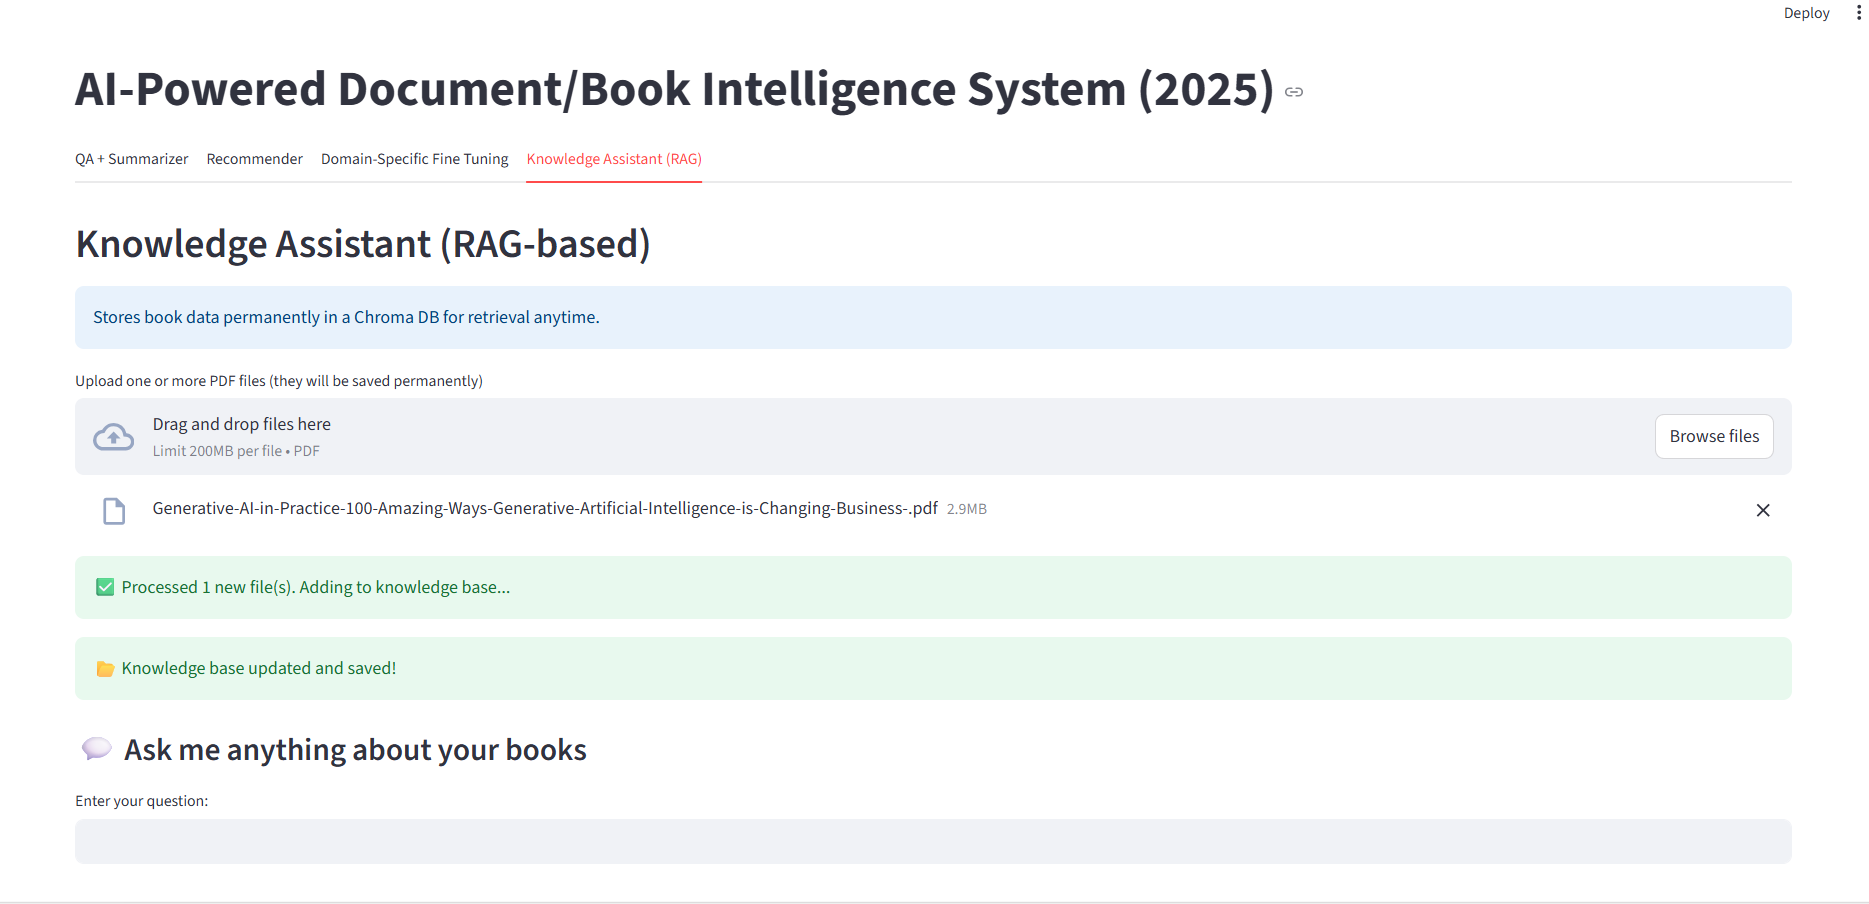 Deploy
AI-Powered Document/Book Intelligence System (2025)
QA + Summarizer Recommender Domain-Specific Fine Tuning Knowledge Assistant (RAG)
Knowledge Assistant (RAG-based)
Stores book data permanently in a Chroma DB for retrieval anytime.
Upload one or more PDF files (they will be saved permanently)
Drag and drop files here
Limit 200MB per file • PDF
Browse files
Generative-AI-in-Practice-100-Amazing-Ways-Generative-Artificial-Intelligence-is-Changing-Business-.pdf 2.9MB
✅ Processed 1 new file(s). Adding to knowledge base...
📂 Knowledge base updated and saved!
💬 Ask me anything about your books
Enter your question: